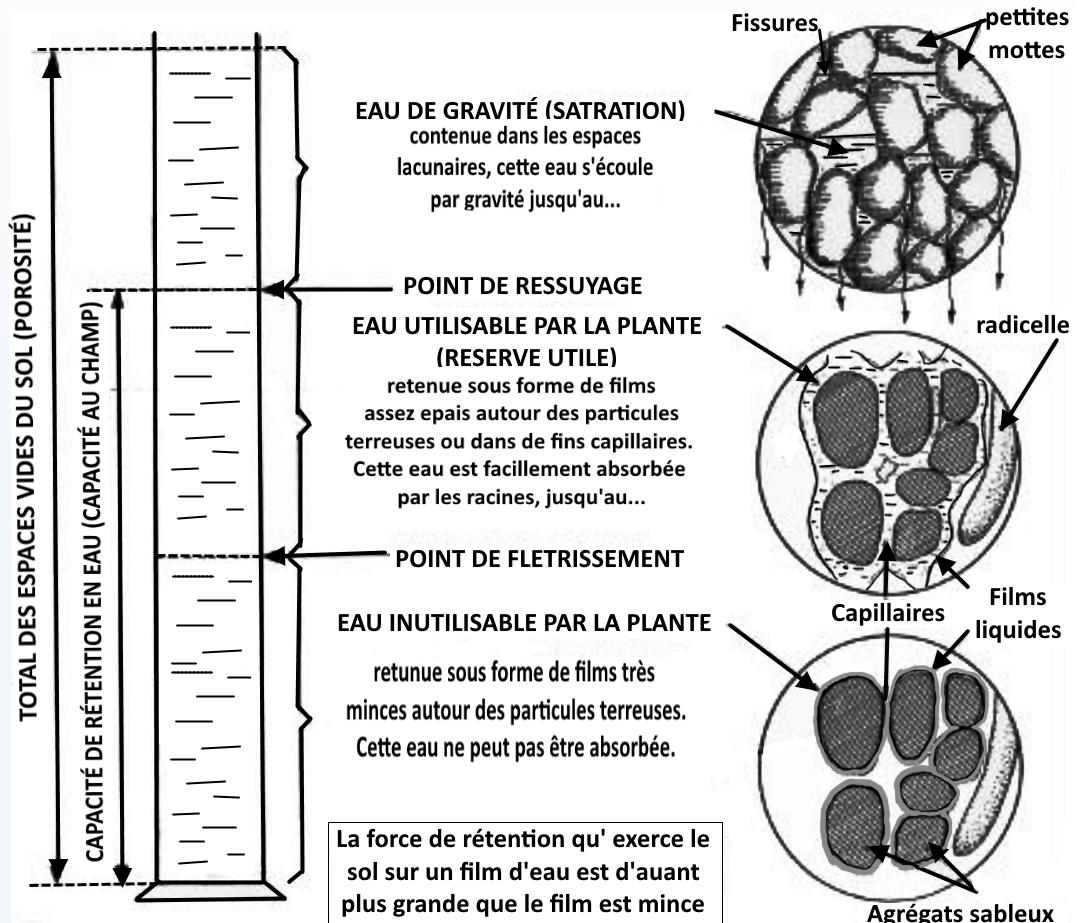 Fissures
pettites
mottes
EAU DE GRAVITÉ (SATRATION)
contenue dans les espaces
lacunaires, cette eau s'écoule
par gravité jusqu'au...
POINT DE RESSUYAGE
EAU UTILISABLE PAR LA PLANTE
(RESERVE UTILE)
retenue sous forme de films
assez epais autour des particules
terreuses ou dans de fins capillaires.
Cette eau est facillement absorbée
par les racines, jusqu'au...
radicelle
POINT DE FLETRISSEMENT
Capillaires
Films
liquides
EAU INUTILISABLE PAR LA PLANTE
retunue sous forme de films très
minces autour des particules terreuses.
Cette eau ne peut pas être absorbée.
La force de rétention qu' exerce le
sol sur un film d'eau est d'auant
plus grande que le film est mince
Agrégats sableux
TOTAL DES ESPACES VIDES DU SOL (POROSITÉ)
CAPACITÉ DE RÉTENTION EN EAU (CAPACITÉ AU CHAMP)